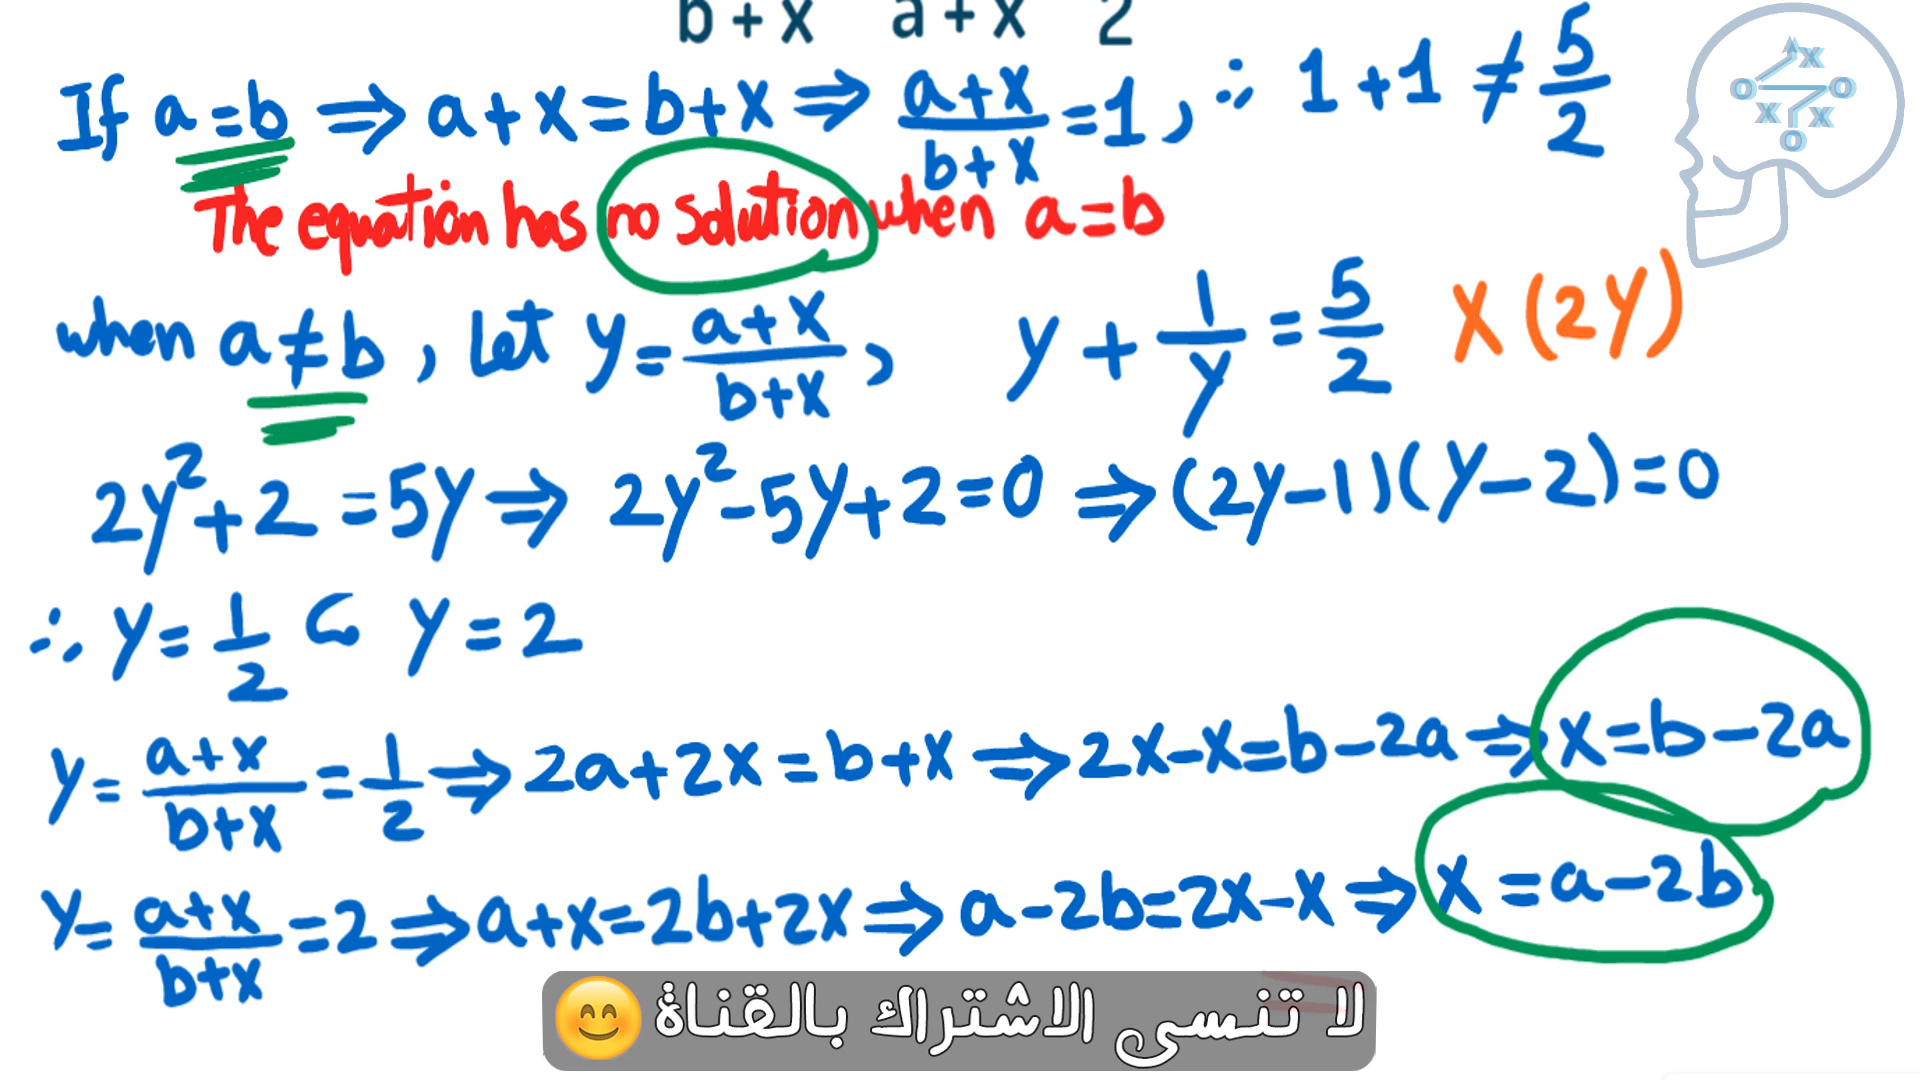 b + x a + x 2
If a = b ⇒ a + x = b + x ⇒ (a + x)/(b + x) = 1, ∴ 1 + 1 ≠ 5/2
The equation has no solution when a = b
when a ≠ b, Let y = (a + x)/(b + x), y + 1/y = 5/2 X (2y)
2y² + 2 = 5y ⇒ 2y² - 5y + 2 = 0 ⇒ (2y - 1)(y - 2) = 0
∴ y = 1/2 , y = 2
y = (a + x)/(b + x) = 1/2 ⇒ 2a + 2x = b + x ⇒ 2x - x = b - 2a ⇒ x = b - 2a
y = (a + x)/(b + x) = 2 ⇒ a + x = 2b + 2x ⇒ a - 2b = 2x - x ⇒ x = a - 2b
لا تنسى الاشتراك بالقناة 😊